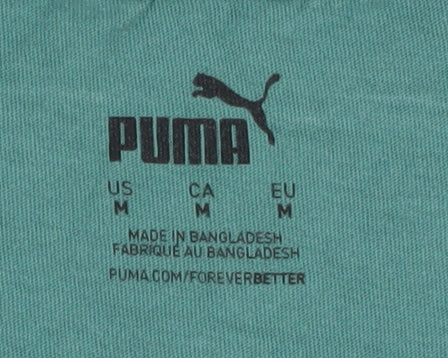 PUMA
US CA EU
M M M
MADE IN BANGLADESH
FABRIQUÉ AU BANGLADESH
PUMA.COM/FOREVERBETTER